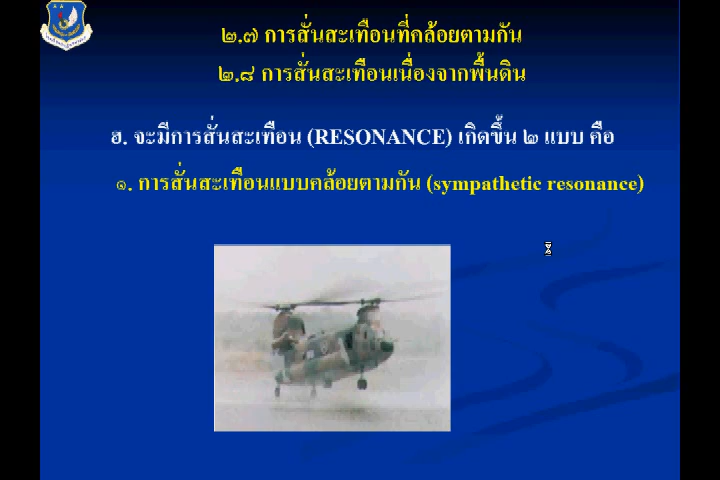 ๒.๗ การสั่นสะเทือนที่คล้อยตามกัน
๒.๘ การสั่นสะเทือนเนื่องจากพื้นดิน
ฮ. จะมีการสั่นสะเทือน (RESONANCE) เกิดขึ้น ๒ แบบ คือ
๑. การสั่นสะเทือนแบบคล้อยตามกัน (sympathetic resonance)